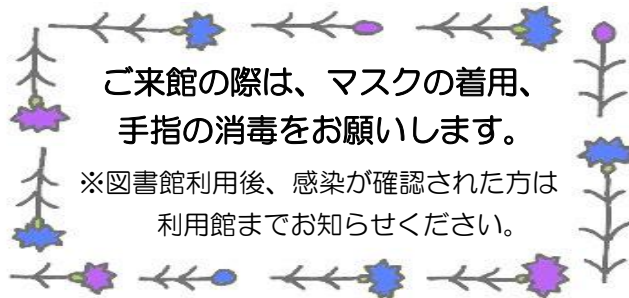 ご来館の際は、マスクの着用、
手指の消毒をお願いします。
※図書館利用後、感染が確認された方は
利用館までお知らせください。